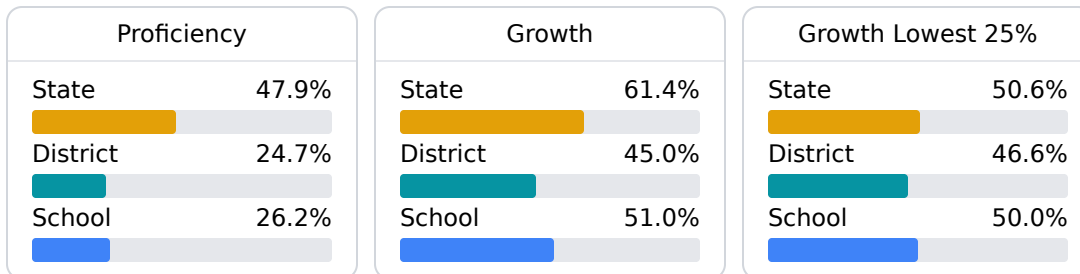 Proficiency
State 47.9%
District 24.7%
School 26.2%
Growth
State 61.4%
District 45.0%
School 51.0%
Growth Lowest 25%
State 50.6%
District 46.6%
School 50.0%